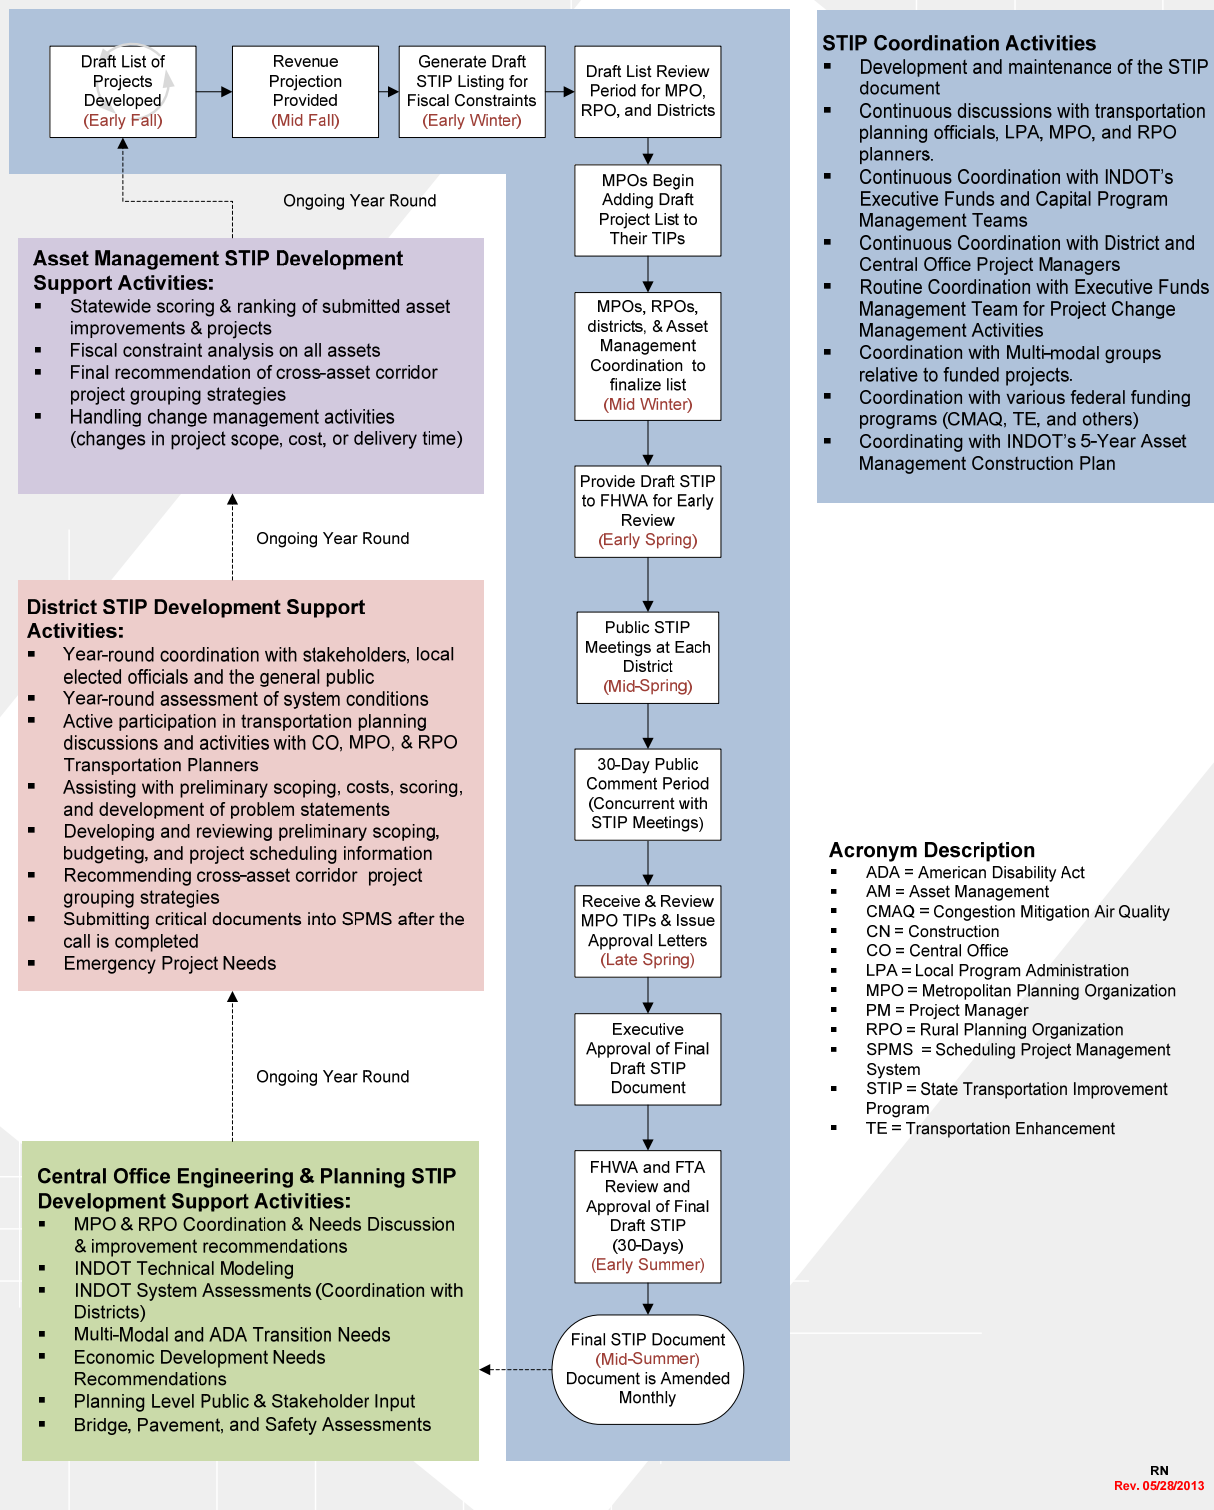 Draft List of
Projects
Developed
(Early Fall)
Revenue
Projection
Provided
(Mid Fall)
Generate Draft
STIP Listing for
Fiscal Constraints
(Early Winter)
Draft List Review
Period for MPO,
RPO, and Districts
MPOs Begin
Adding Draft
Project List to
Their TIPs
MPOs, RPOs,
districts, & Asset
Management
Coordination to
finalize list
(Mid Winter)
Provide Draft STIP
to FHWA for Early
Review
(Early Spring)
Public STIP
Meetings at Each
District
(Mid-Spring)
30-Day Public
Comment Period
(Concurrent with
STIP Meetings)
Receive & Review
MPO TIPs & Issue
Approval Letters
(Late Spring)
Executive
Approval of Final
Draft STIP
Document
FHWA and FTA
Review and
Approval of Final
Draft STIP
(30-Days)
(Early Summer)
Final STIP Document
(Mid-Summer)
Document is Amended
Monthly
Ongoing Year Round
Asset Management STIP Development
Support Activities:
▪ Statewide scoring & ranking of submitted asset
improvements & projects
▪ Fiscal constraint analysis on all assets
▪ Final recommendation of cross-asset corridor
project grouping strategies
▪ Handling change management activities
(changes in project scope, cost, or delivery time)
Ongoing Year Round
District STIP Development Support
Activities:
▪ Year-round coordination with stakeholders, local
elected officials and the general public
▪ Year-round assessment of system conditions
▪ Active participation in transportation planning
discussions and activities with CO, MPO, & RPO
Transportation Planners
▪ Assisting with preliminary scoping, costs, scoring,
and development of problem statements
▪ Developing and reviewing preliminary scoping,
budgeting, and project scheduling information
▪ Recommending cross-asset corridor project
grouping strategies
▪ Submitting critical documents into SPMS after the
call is completed
▪ Emergency Project Needs
Ongoing Year Round
Central Office Engineering & Planning STIP
Development Support Activities:
▪ MPO & RPO Coordination & Needs Discussion
& improvement recommendations
▪ INDOT Technical Modeling
▪ INDOT System Assessments (Coordination with
Districts)
▪ Multi-Modal and ADA Transition Needs
▪ Economic Development Needs
Recommendations
▪ Planning Level Public & Stakeholder Input
▪ Bridge, Pavement, and Safety Assessments
STIP Coordination Activities
▪ Development and maintenance of the STIP
document
▪ Continuous discussions with transportation
planning officials, LPA, MPO, and RPO
planners.
▪ Continuous Coordination with INDOT's
Executive Funds and Capital Program
Management Teams
▪ Continuous Coordination with District and
Central Office Project Managers
▪ Routine Coordination with Executive Funds
Management Team for Project Change
Management Activities
▪ Coordination with Multi-modal groups
relative to funded projects.
▪ Coordination with various federal funding
programs (CMAQ, TE, and others)
▪ Coordinating with INDOT's 5-Year Asset
Management Construction Plan
Acronym Description
▪ ADA = American Disability Act
▪ AM = Asset Management
▪ CMAQ = Congestion Mitigation Air Quality
▪ CN = Construction
▪ CO = Central Office
▪ LPA = Local Program Administration
▪ MPO = Metropolitan Planning Organization
▪ PM = Project Manager
▪ RPO = Rural Planning Organization
▪ SPMS = Scheduling Project Management
System
▪ STIP = State Transportation Improvement
Program
▪ TE = Transportation Enhancement
RN
Rev. 05/28/2013